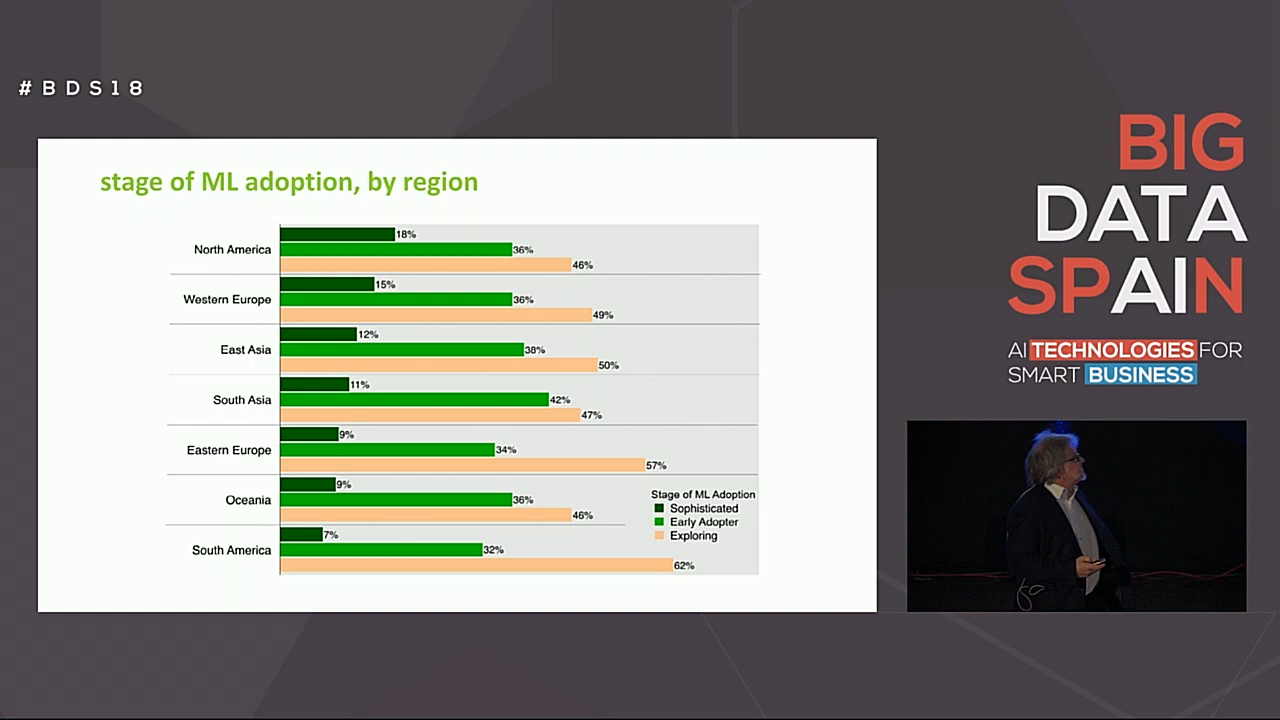 #BDS18
stage of ML adoption, by region
North America
18%
36%
46%
Western Europe
15%
36%
49%
East Asia
12%
38%
50%
South Asia
11%
42%
47%
Eastern Europe
9%
34%
57%
Oceania
9%
36%
46%
South America
7%
32%
62%
Stage of ML Adoption
Sophisticated
Early Adopter
Exploring
BIG
DATA
SPAIN
AI TECHNOLOGIES FOR
SMART BUSINESS